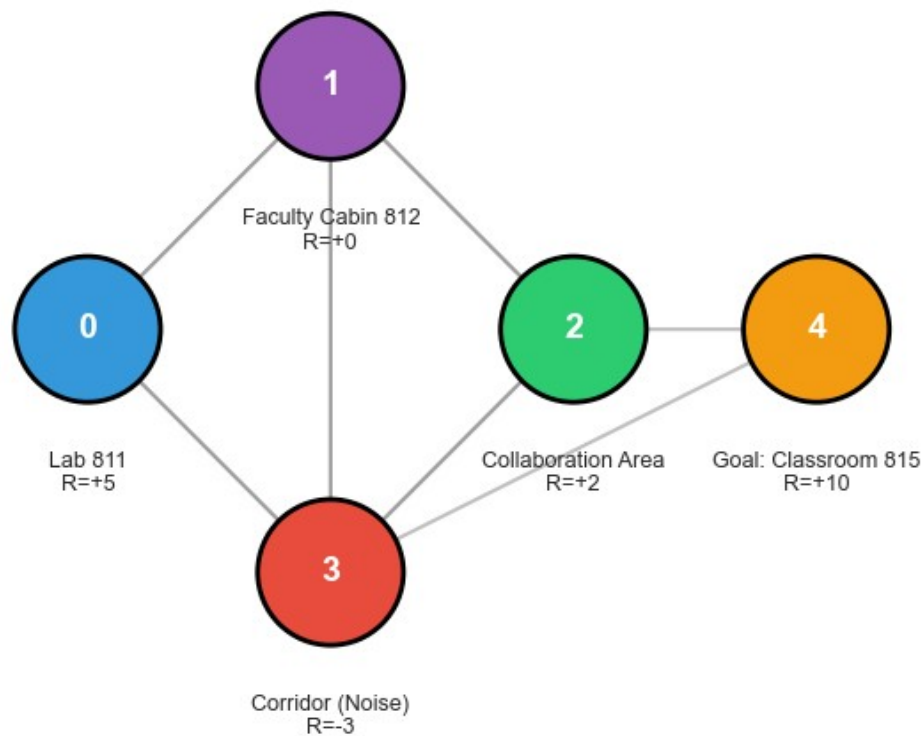 1
Faculty Cabin 812
R=+0
0
2
4
Lab 811
R=+5
Collaboration Area
R=+2
Goal: Classroom 815
R=+10
3
Corridor (Noise)
R=-3